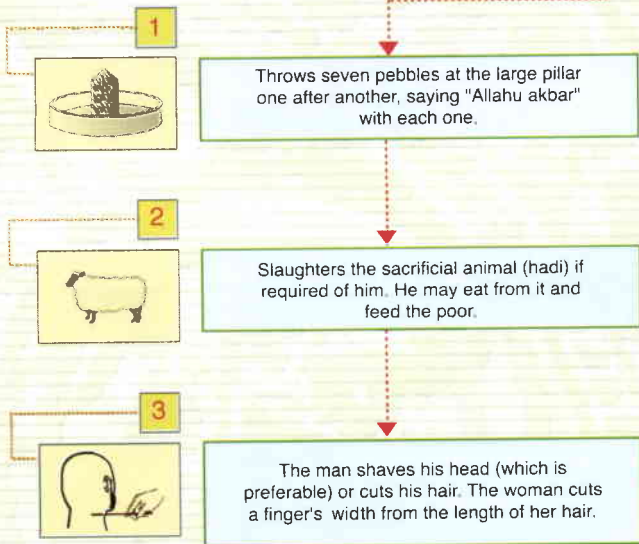 1
Throws seven pebbles at the large pillar
one after another, saying "Allahu akbar"
with each one.
2
Slaughters the sacrificial animal (hadi) if
required of him. He may eat from it and
feed the poor.
3
The man shaves his head (which is
preferable) or cuts his hair. The woman cuts
a finger's width from the length of her hair.